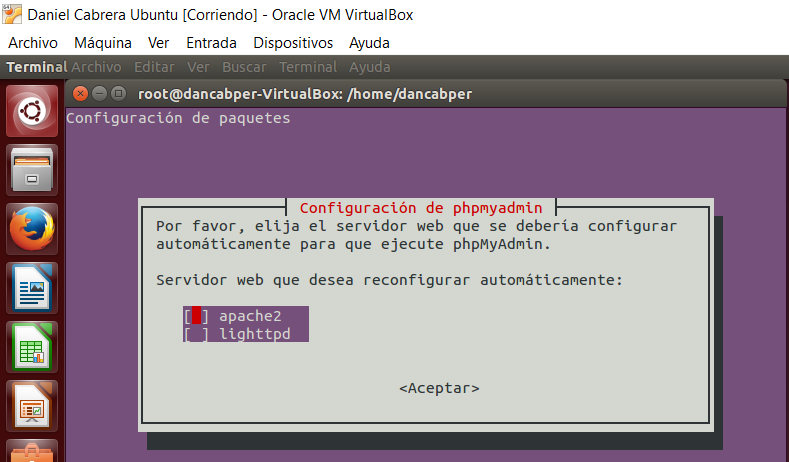 Daniel Cabrera Ubuntu [Corriendo] - Oracle VM VirtualBox
Archivo Máquina Ver Entrada Dispositivos Ayuda
Terminal Archivo Editar Ver Buscar Terminal Ayuda
root@dancabper-VirtualBox: /home/dancabper
Configuración de paquetes
Configuración de phpmyadmin
Por favor, elija el servidor web que se debería configurar
automáticamente para que ejecute phpMyAdmin.
Servidor web que desea reconfigurar automáticamente:
[ ] apache2
[ ] lighttpd
<Aceptar>